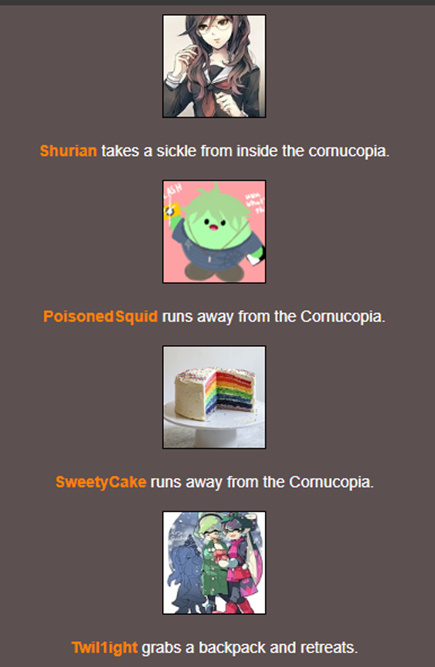 Shurian takes a sickle from inside the cornucopia.
PoisonedSquid runs away from the Cornucopia.
SweetyCake runs away from the Cornucopia.
Twil1ight grabs a backpack and retreats.